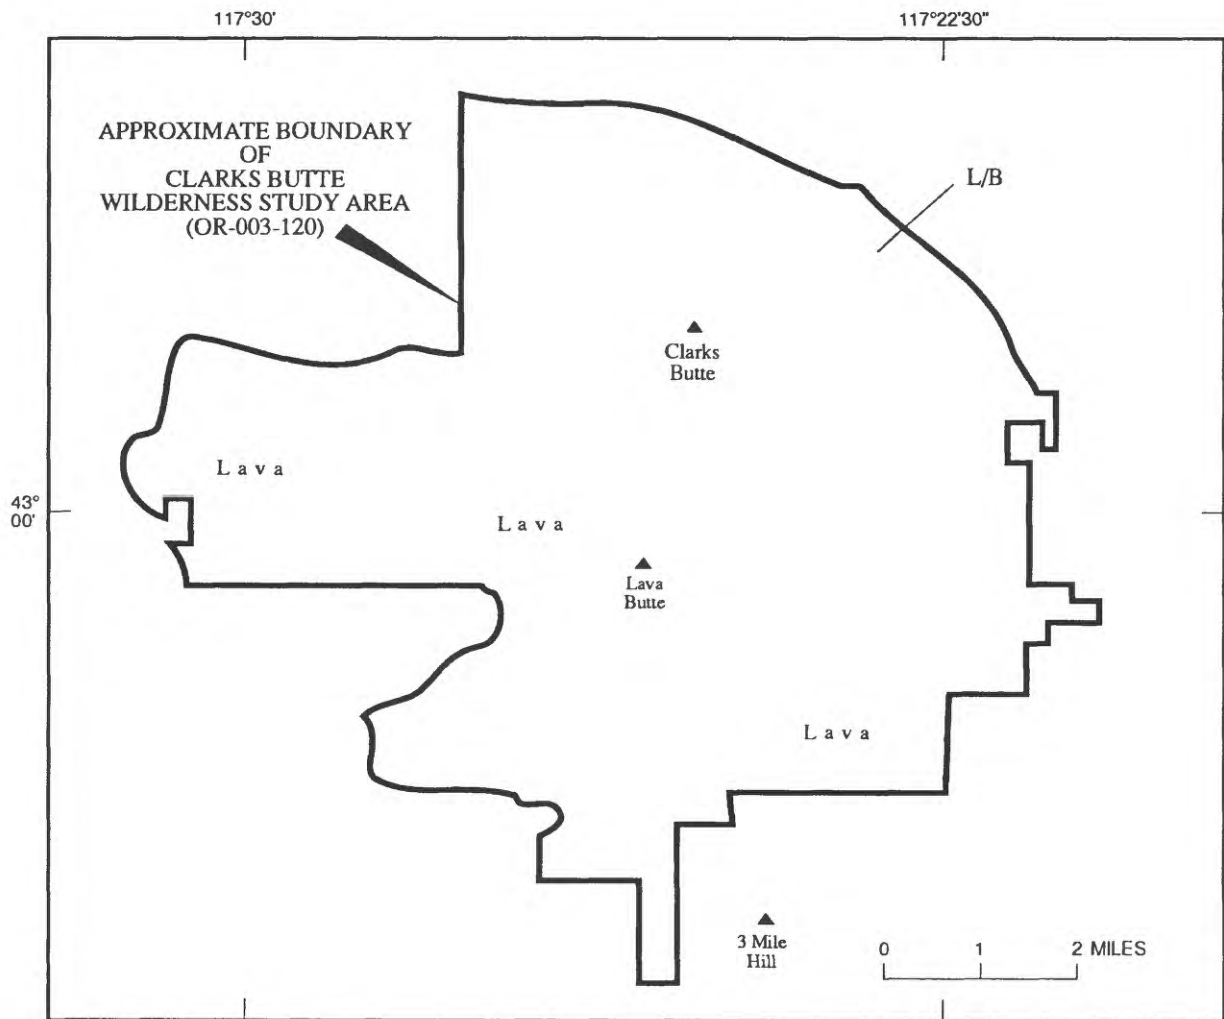 117°30'
117°22'30"
APPROXIMATE BOUNDARY
OF
CLARKS BUTTE
WILDERNESS STUDY AREA
(OR-003-120)
L/B
Clarks
Butte
Lava
43°
00'
Lava
Lava
Butte
Lava
3 Mile
Hill
0 1 2 MILES